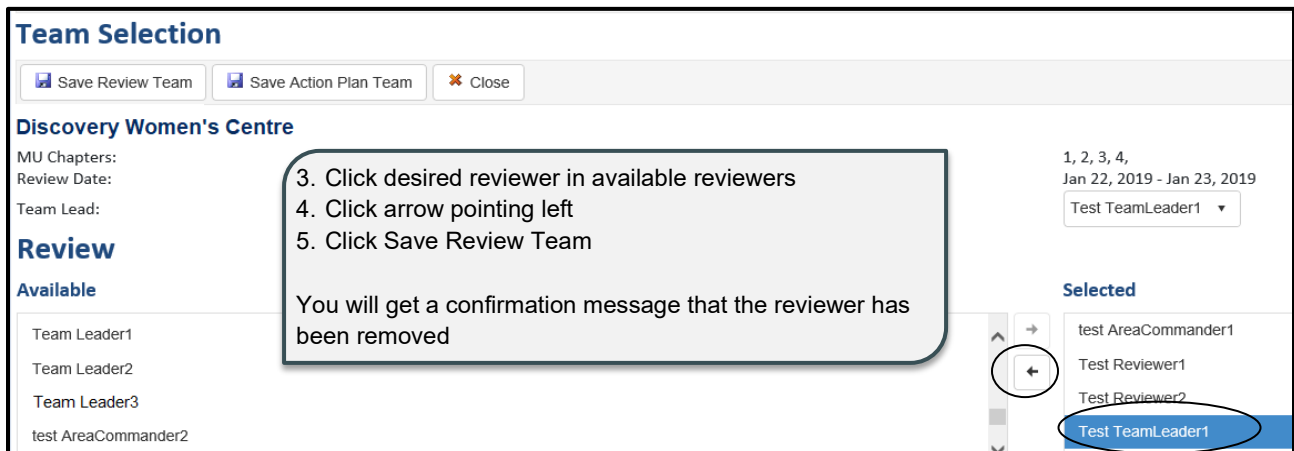 Team Selection
Save Review Team Save Action Plan Team Close
Discovery Women's Centre
MU Chapters: 1, 2, 3, 4,
Review Date: Jan 22, 2019 - Jan 23, 2019
Team Lead: Test TeamLeader1
3. Click desired reviewer in available reviewers
4. Click arrow pointing left
5. Click Save Review Team
You will get a confirmation message that the reviewer has
been removed
Review
Available
Team Leader1
Team Leader2
Team Leader3
test AreaCommander2
Selected
test AreaCommander1
Test Reviewer1
Test Reviewer2
Test TeamLeader1